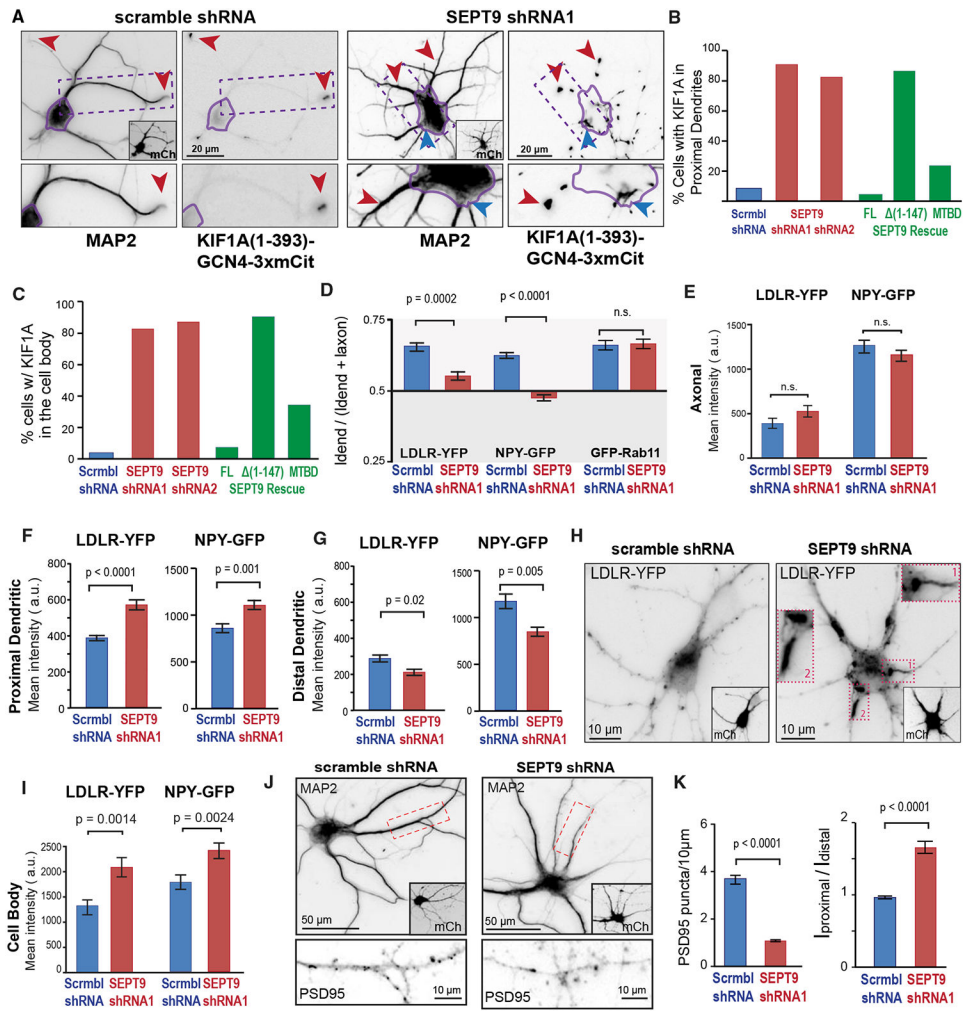 A
scramble shRNA
SEPT9 shRNA1
mCh
20 µm
mCh
20 µm
MAP2
KIF1A(1-393)-
GCN4-3xmCit
MAP2
KIF1A(1-393)-
GCN4-3xmCit
B
% Cells with KIF1A in
Proximal Dendrites
100
80
60
40
20
Scrmbl
shRNA
SEPT9
shRNA1 shRNA2
FL Δ(1-147) MTBD
SEPT9 Rescue
C
% cells w/ KIF1A
in the cell body
100
80
60
40
20
0
Scrmbl
shRNA
SEPT9
shRNA1
SEPT9
shRNA2
FL Δ(1-147) MTBD
SEPT9 Rescue
D
Idend / (Idend + Iaxon)
p = 0.0002
p < 0.0001
n.s.
0.75
0.5
0.25
LDLR-YFP
NPY-GFP
GFP-Rab11
Scrmbl SEPT9
shRNA shRNA1
Scrmbl SEPT9
shRNA shRNA1
Scrmbl SEPT9
shRNA shRNA1
E
LDLR-YFP
NPY-GFP
Axonal
Mean intensity ( a.u.)
1500
1000
500
0
n.s.
n.s.
Scrmbl SEPT9
shRNA shRNA1
Scrmbl SEPT9
shRNA shRNA1
F
LDLR-YFP
NPY-GFP
Proximal Dendritic
Mean intensity ( a.u.)
p < 0.0001
p = 0.001
800
600
400
200
0
1500
1000
500
0
Scrmbl SEPT9
shRNA shRNA1
Scrmbl SEPT9
shRNA shRNA1
G
LDLR-YFP
NPY-GFP
Distal Dendritic
Mean intensity ( a.u.)
p = 0.02
p = 0.005
800
600
400
200
0
1500
1000
500
0
Scrmbl SEPT9
shRNA shRNA1
Scrmbl SEPT9
shRNA shRNA1
H
scramble shRNA
SEPT9 shRNA
LDLR-YFP
10 µm
mCh
LDLR-YFP
1
2
1
2
10 µm
mCh
I
LDLR-YFP
NPY-GFP
p = 0.0014
p = 0.0024
Cell Body
Mean intensity ( a.u.)
2500
2000
1500
1000
500
0
Scrmbl SEPT9
shRNA shRNA1
Scrmbl SEPT9
shRNA shRNA1
J
scramble shRNA
SEPT9 shRNA
MAP2
50 µm
mCh
MAP2
50 µm
mCh
PSD95
10 µm
PSD95
10 µm
K
PSD95 puncta/10µm
p < 0.0001
6
4
2
0
Scrmbl SEPT9
shRNA shRNA1
Iproximal / Idistal
p < 0.0001
2
1
0
Scrmbl SEPT9
shRNA shRNA1